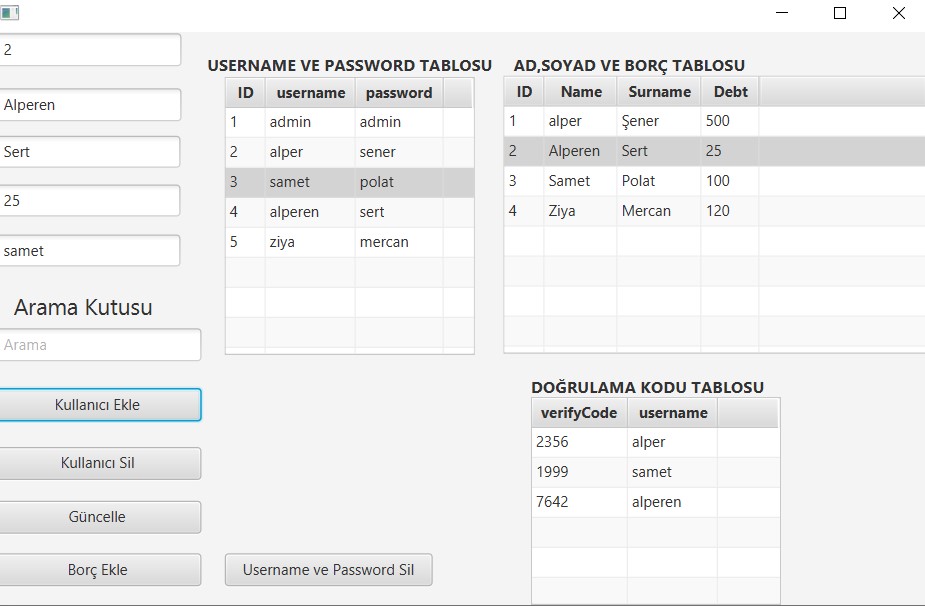 2
Alperen
Sert
25
samet
Arama Kutusu
Arama
Kullanıcı Ekle
Kullanıcı Sil
Güncelle
Borç Ekle
USERNAME VE PASSWORD TABLOSU
ID username password
1 admin admin
2 alper sener
3 samet polat
4 alperen sert
5 ziya mercan
Username ve Password Sil
AD,SOYAD VE BORÇ TABLOSU
ID Name Surname Debt
1 alper Şener 500
2 Alperen Sert 25
3 Samet Polat 100
4 Ziya Mercan 120
DOĞRULAMA KODU TABLOSU
verifyCode username
2356 alper
1999 samet
7642 alperen